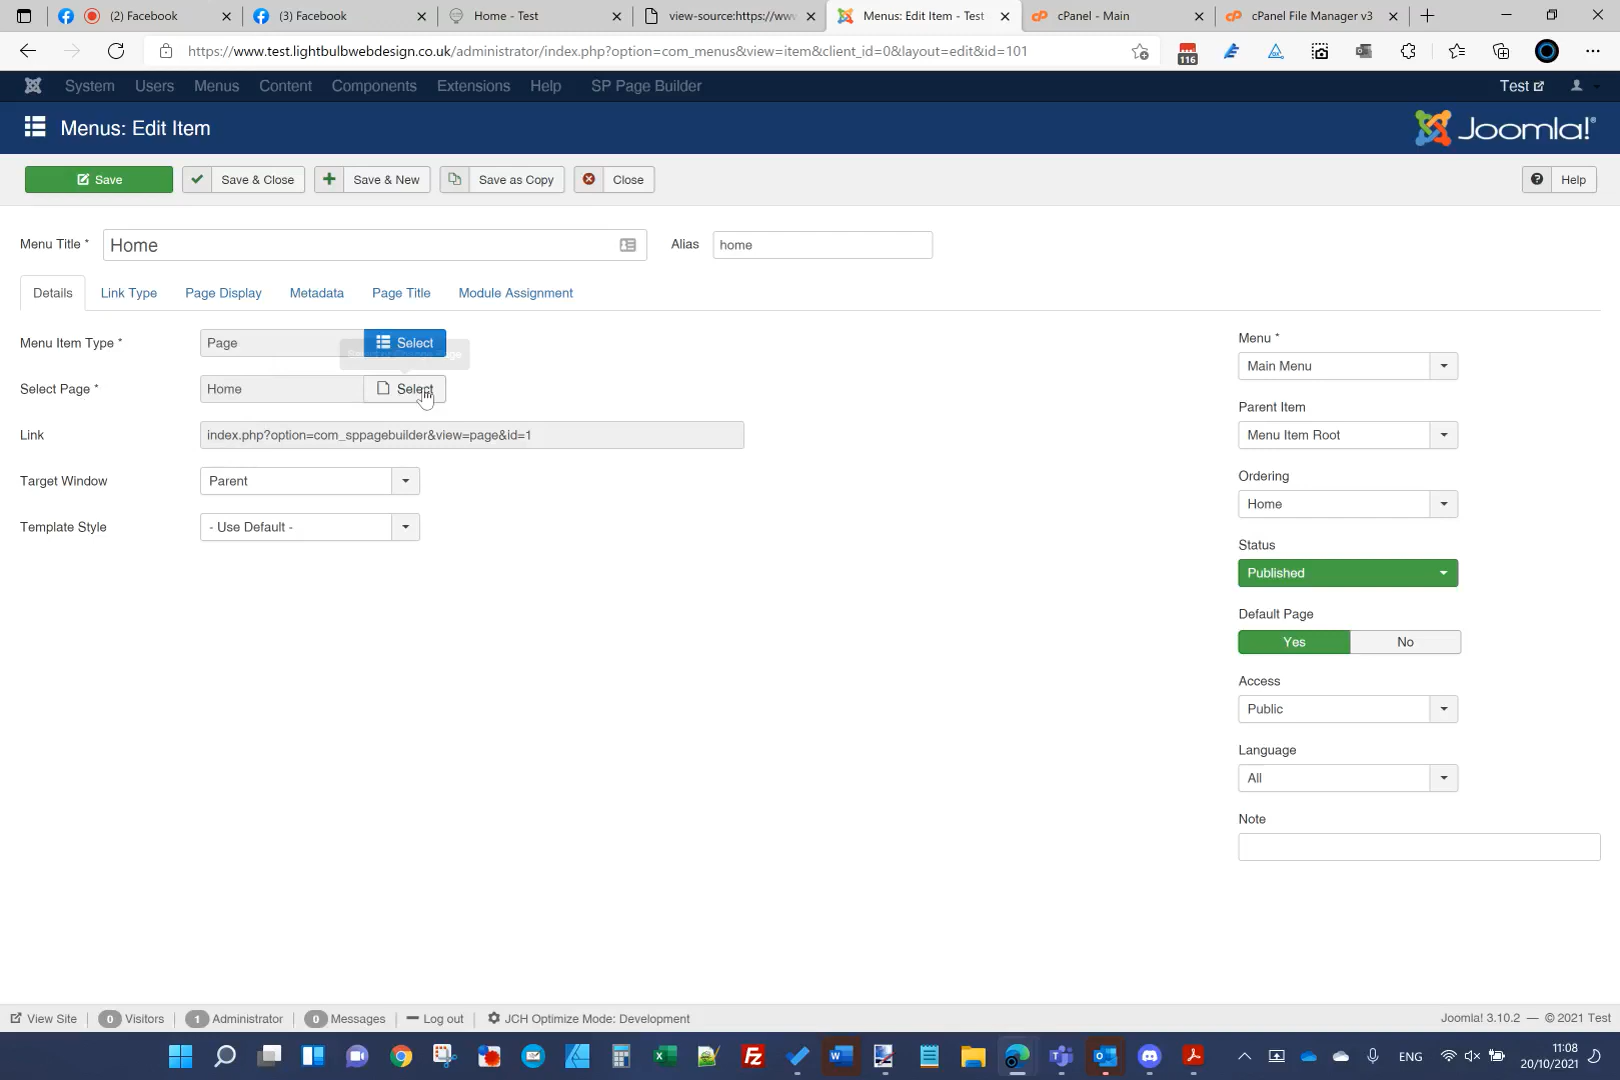 (2) Facebook
(3) Facebook
Home - Test
view-source:https://www
Menus: Edit Item - Test
cPanel - Main
cPanel File Manager v3
https://www.test.lightbulbwebdesign.co.uk/administrator/index.php?option=com_menus&view=item&client_id=0&layout=edit&id=101
116
System Users Menus Content Components Extensions Help SP Page Builder
Test
Menus: Edit Item
Joomla!®
Save
Save & Close
Save & New
Save as Copy
Close
Help
Menu Title *
Home
Alias
home
Details
Link Type
Page Display
Metadata
Page Title
Module Assignment
Menu Item Type *
Page
Select
Select Page *
Home
Select
Link
index.php?option=com_sppagebuilder&view=page&id=1
Target Window
Parent
Template Style
- Use Default -
Menu *
Main Menu
Parent Item
Menu Item Root
Ordering
Home
Status
Published
Default Page
Yes
No
Access
Public
Language
All
Note
View Site
0 Visitors
1 Administrator
0 Messages
Log out
JCH Optimize Mode: Development
Joomla! 3.10.2 — © 2021 Test
ENG
11:08
20/10/2021